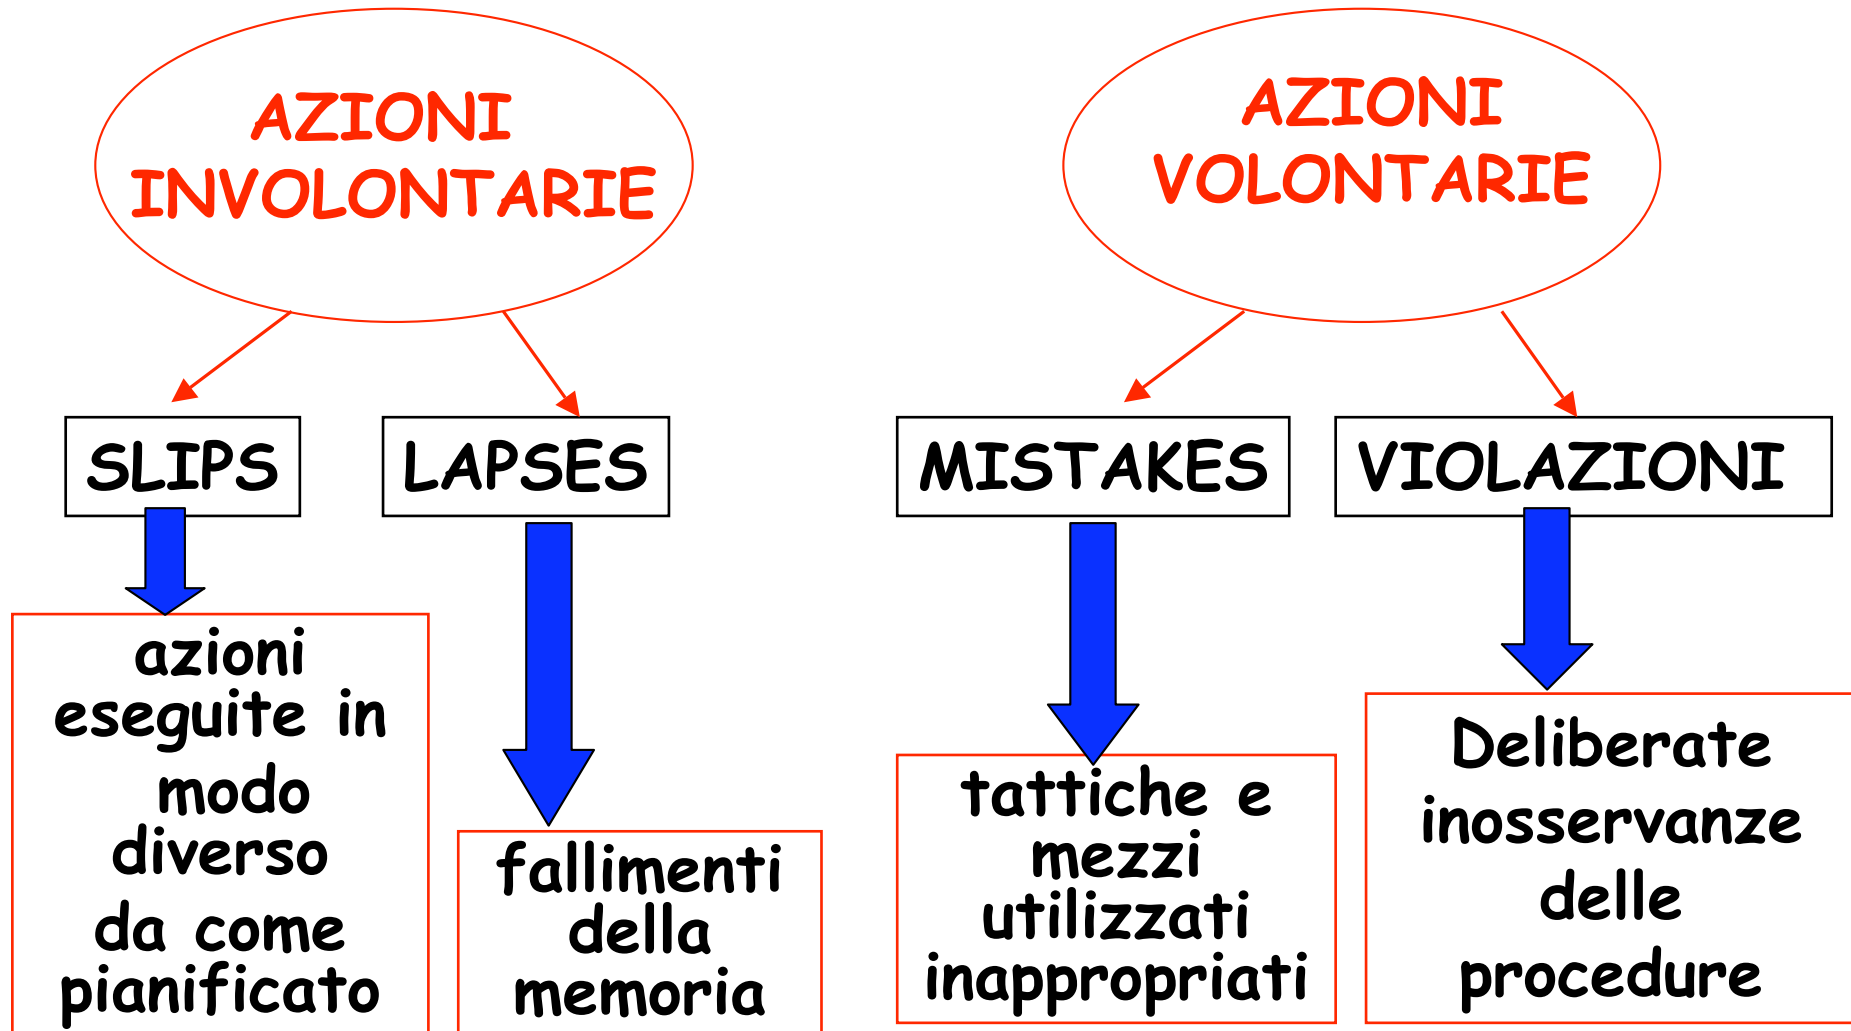 AZIONI
INVOLONTARIE
AZIONI
VOLONTARIE
SLIPS
LAPSES
MISTAKES
VIOLAZIONI
azioni
eseguite in
modo
diverso
da come
pianificato
fallimenti
della
memoria
tattiche e
mezzi
utilizzati
inappropriati
Deliberate
inosservanze
delle
procedure